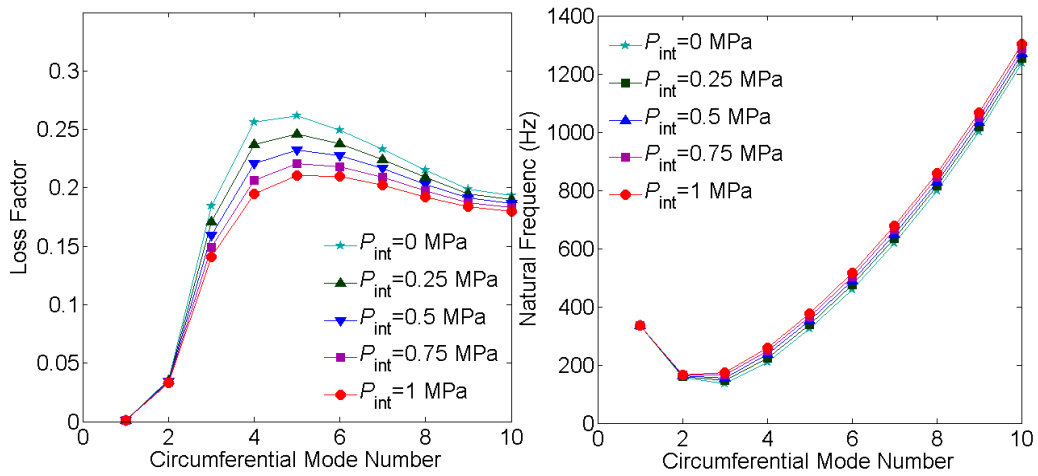 0.3
0.25
0.2
0.15
0.1
0.05
0
Loss Factor
P_int=0 MPa
P_int=0.25 MPa
P_int=0.5 MPa
P_int=0.75 MPa
P_int=1 MPa
0 2 4 6 8 10
Circumferential Mode Number
1400
1200
1000
800
600
400
200
0
Natural Frequenc (Hz)
P_int=0 MPa
P_int=0.25 MPa
P_int=0.5 MPa
P_int=0.75 MPa
P_int=1 MPa
0 2 4 6 8 10
Circumferential Mode Number